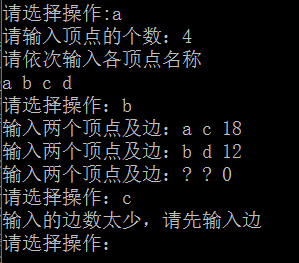 请选择操作:a
请输入顶点的个数：4
请依次输入各顶点名称
a b c d
请选择操作：b
输入两个顶点及边：a c 18
输入两个顶点及边：b d 12
输入两个顶点及边：? ? 0
请选择操作：c
输入的边数太少，请先输入边
请选择操作：